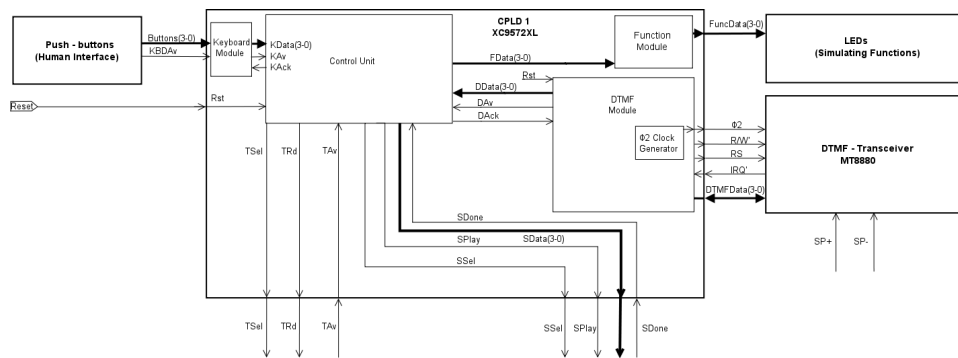 CPLD 1
XC9572XL
Push - buttons
(Human Interface)
Buttons(3-0)
KBDAv
Keyboard
Module
KData(3-0)
KAv
KAck
Control Unit
FData(3-0)
Function
Module
FuncData(3-0)
LEDs
(Simulating Functions)
Reset
Rst
Rst
DData(3-0)
DAv
DAck
DTMF
Module
Φ2 Clock
Generator
Φ2
R/W'
RS
IRQ'
DTMFData(3-0)
DTMF - Transceiver
MT8880
TSel
TRd
TAv
SDone
SPlay
SData(3-0)
SSel
SP+
SP-
TSel
TRd
TAv
SSel
SPlay
SDone